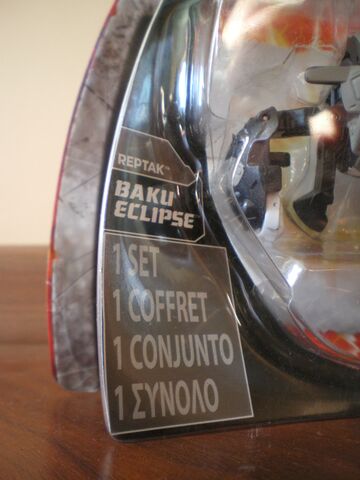 REPTAK™
BAKU
ECLIPSE
1 SET
1 COFFRET
1 CONJUNTO
1 ΣΥΝΟΛΟ